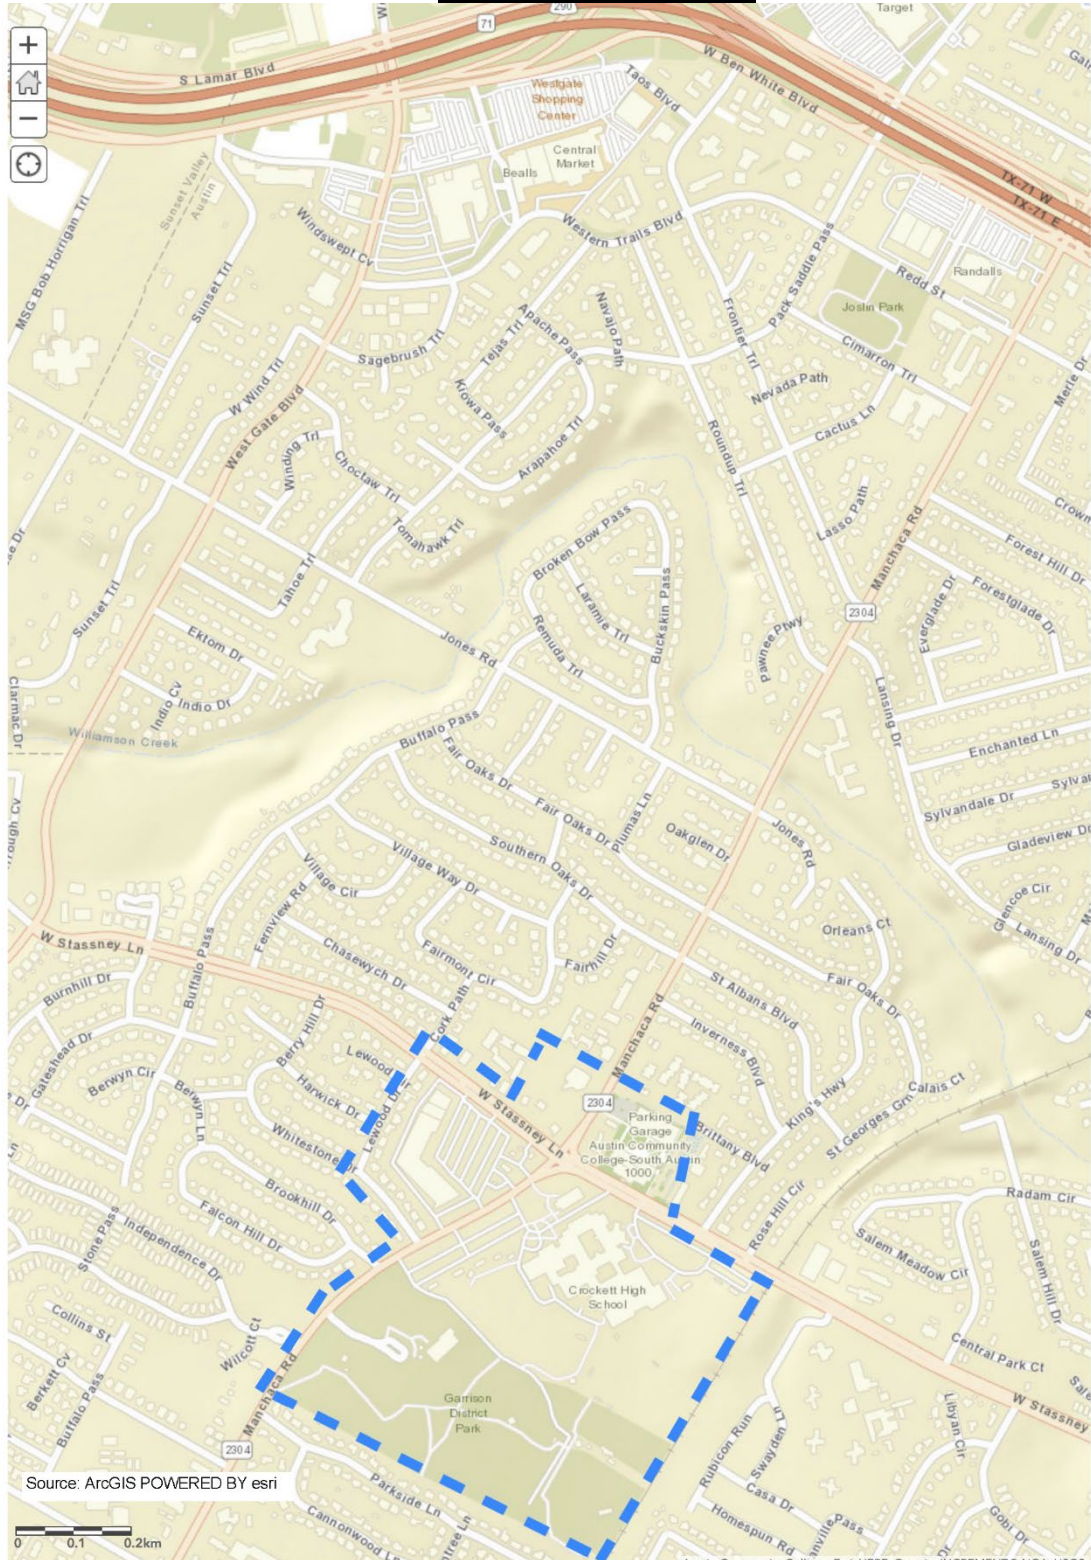 290
71
Target
S Lamar Blvd
W Ben White Blvd
Taos Blvd
Westgate
Shopping
Center
Central
Market
Bealls
TX-71 W
TX-71 E
Sunset Valley
Austin
MSG Bob Horrigan Trl
Windswept Cv
Western Trails Blvd
Sunset Trl
Pack Saddle Pass
Redd St
Randalls
Joslin Park
Navajo Path
Apache Pass
Frontier Trl
Tejas Trl
Sagebrush Trl
Cimarron Trl
Merle Dr
W Wind Trl
Kiowa Pass
Nevada Path
West Gate Blvd
Cactus Ln
Roundup Trl
Arapahoe Trl
Winding Trl
Choctaw Trl
Lasso Path
Crown
Tomahawk Trl
Broken Bow Pass
Manchaca Rd
Forest Hill Dr
Forestglade Dr
Tahoe Trl
Laramie Trl
Buckskin Pass
Everglade Dr
2304
Sunset Trl
Remuda Trl
Pawnee Ptwy
Ektom Dr
Jones Rd
Indio Cv
Indio Dr
Clarmac Dr
Lansing Dr
Williamson Creek
Buffalo Pass
Enchanted Ln
Fair Oaks Dr
Sylvandale Dr
Fair Oaks Dr
Plumas Ln
Oakglen Dr
Jones Rd
Gladeview Dr
Southern Oaks Dr
Village Way Dr
Village Cir
Glencoe Cir
Fernview Rd
Orleans Ct
Lansing Dr
W Stassney Ln
Chasewych Dr
Fairmont Cir
Fairhill Dr
Buffalo Pass
St Albans Blvd
Fair Oaks Dr
Burnhill Dr
Cork Path
Manchaca Rd
Berry Hill Dr
Inverness Blvd
Gateshead Dr
Lewood Cir
Berwyn Cir
Berwyn Ln
Harwick Dr
King's Hwy
Calais Ct
St Georges Grn
W Stassney Ln
2304
Parking
Garage
Austin Community
College-South Austin
1000
Brittany Blvd
Lewood Dr
Whitestone Dr
Brookhill Dr
Rose Hill Cir
Radam Cir
Falcon Hill Dr
Independence Dr
Stone Pass
Salem Meadow Cir
Salem Hill Dr
Crockett High
School
Collins St
Wilcott Ct
Central Park Ct
Berkett Cv
Buffalo Pass
Manchaca Rd
Garrison
District
Park
W Stassney
Libyan Cir
Rubicon Run
Swayden Ln
2304
Source: ArcGIS POWERED BY esri
Parkside Ln
Casa Dr
Homespun Rd
Gobi Dr
0 0.1 0.2km